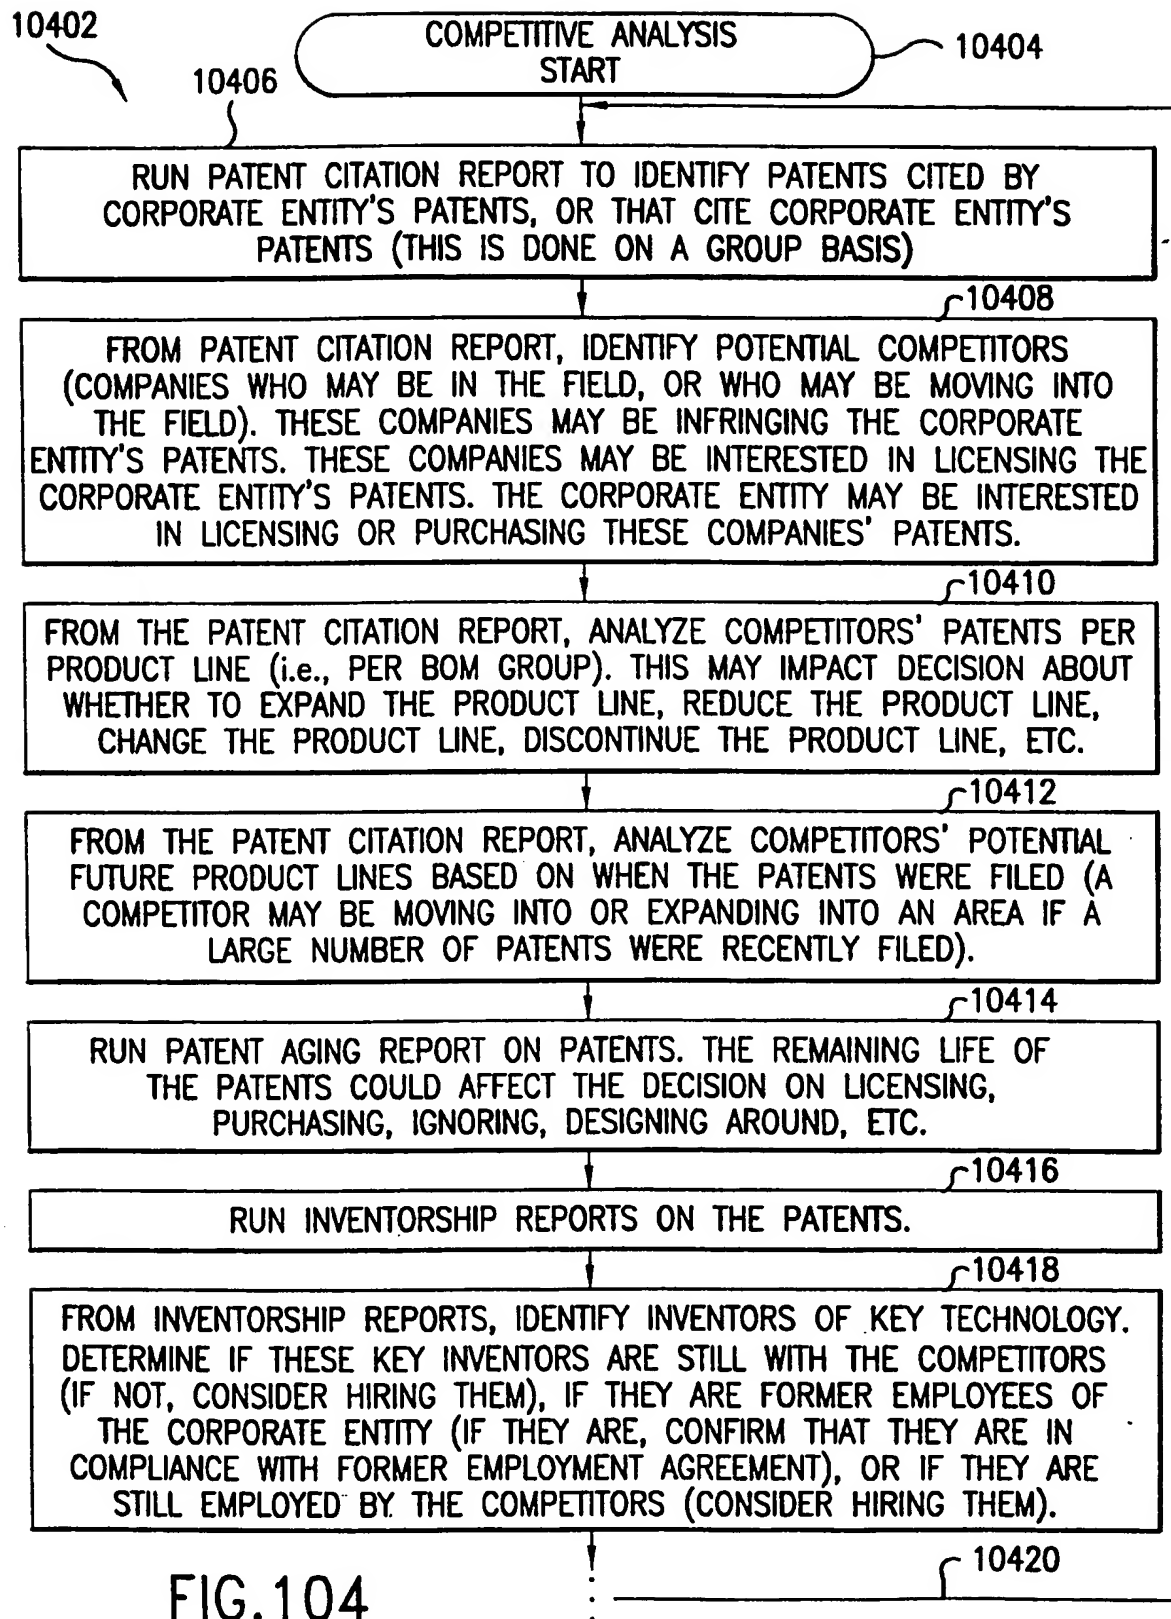 10402
COMPETITIVE ANALYSIS
START
10404
10406
RUN PATENT CITATION REPORT TO IDENTIFY PATENTS CITED BY
CORPORATE ENTITY'S PATENTS, OR THAT CITE CORPORATE ENTITY'S
PATENTS (THIS IS DONE ON A GROUP BASIS)
10408
FROM PATENT CITATION REPORT, IDENTIFY POTENTIAL COMPETITORS
(COMPANIES WHO MAY BE IN THE FIELD, OR WHO MAY BE MOVING INTO
THE FIELD). THESE COMPANIES MAY BE INFRINGING THE CORPORATE
ENTITY'S PATENTS. THESE COMPANIES MAY BE INTERESTED IN LICENSING THE
CORPORATE ENTITY'S PATENTS. THE CORPORATE ENTITY MAY BE INTERESTED
IN LICENSING OR PURCHASING THESE COMPANIES' PATENTS.
10410
FROM THE PATENT CITATION REPORT, ANALYZE COMPETITORS' PATENTS PER
PRODUCT LINE (i.e., PER BOM GROUP). THIS MAY IMPACT DECISION ABOUT
WHETHER TO EXPAND THE PRODUCT LINE, REDUCE THE PRODUCT LINE,
CHANGE THE PRODUCT LINE, DISCONTINUE THE PRODUCT LINE, ETC.
10412
FROM THE PATENT CITATION REPORT, ANALYZE COMPETITORS' POTENTIAL
FUTURE PRODUCT LINES BASED ON WHEN THE PATENTS WERE FILED (A
COMPETITOR MAY BE MOVING INTO OR EXPANDING INTO AN AREA IF A
LARGE NUMBER OF PATENTS WERE RECENTLY FILED).
10414
RUN PATENT AGING REPORT ON PATENTS. THE REMAINING LIFE OF
THE PATENTS COULD AFFECT THE DECISION ON LICENSING,
PURCHASING, IGNORING, DESIGNING AROUND, ETC.
10416
RUN INVENTORSHIP REPORTS ON THE PATENTS.
10418
FROM INVENTORSHIP REPORTS, IDENTIFY INVENTORS OF KEY TECHNOLOGY.
DETERMINE IF THESE KEY INVENTORS ARE STILL WITH THE COMPETITORS
(IF NOT, CONSIDER HIRING THEM), IF THEY ARE FORMER EMPLOYEES OF
THE CORPORATE ENTITY (IF THEY ARE, CONFIRM THAT THEY ARE IN
COMPLIANCE WITH FORMER EMPLOYMENT AGREEMENT), OR IF THEY ARE
STILL EMPLOYED BY THE COMPETITORS (CONSIDER HIRING THEM).
10420
FIG.104